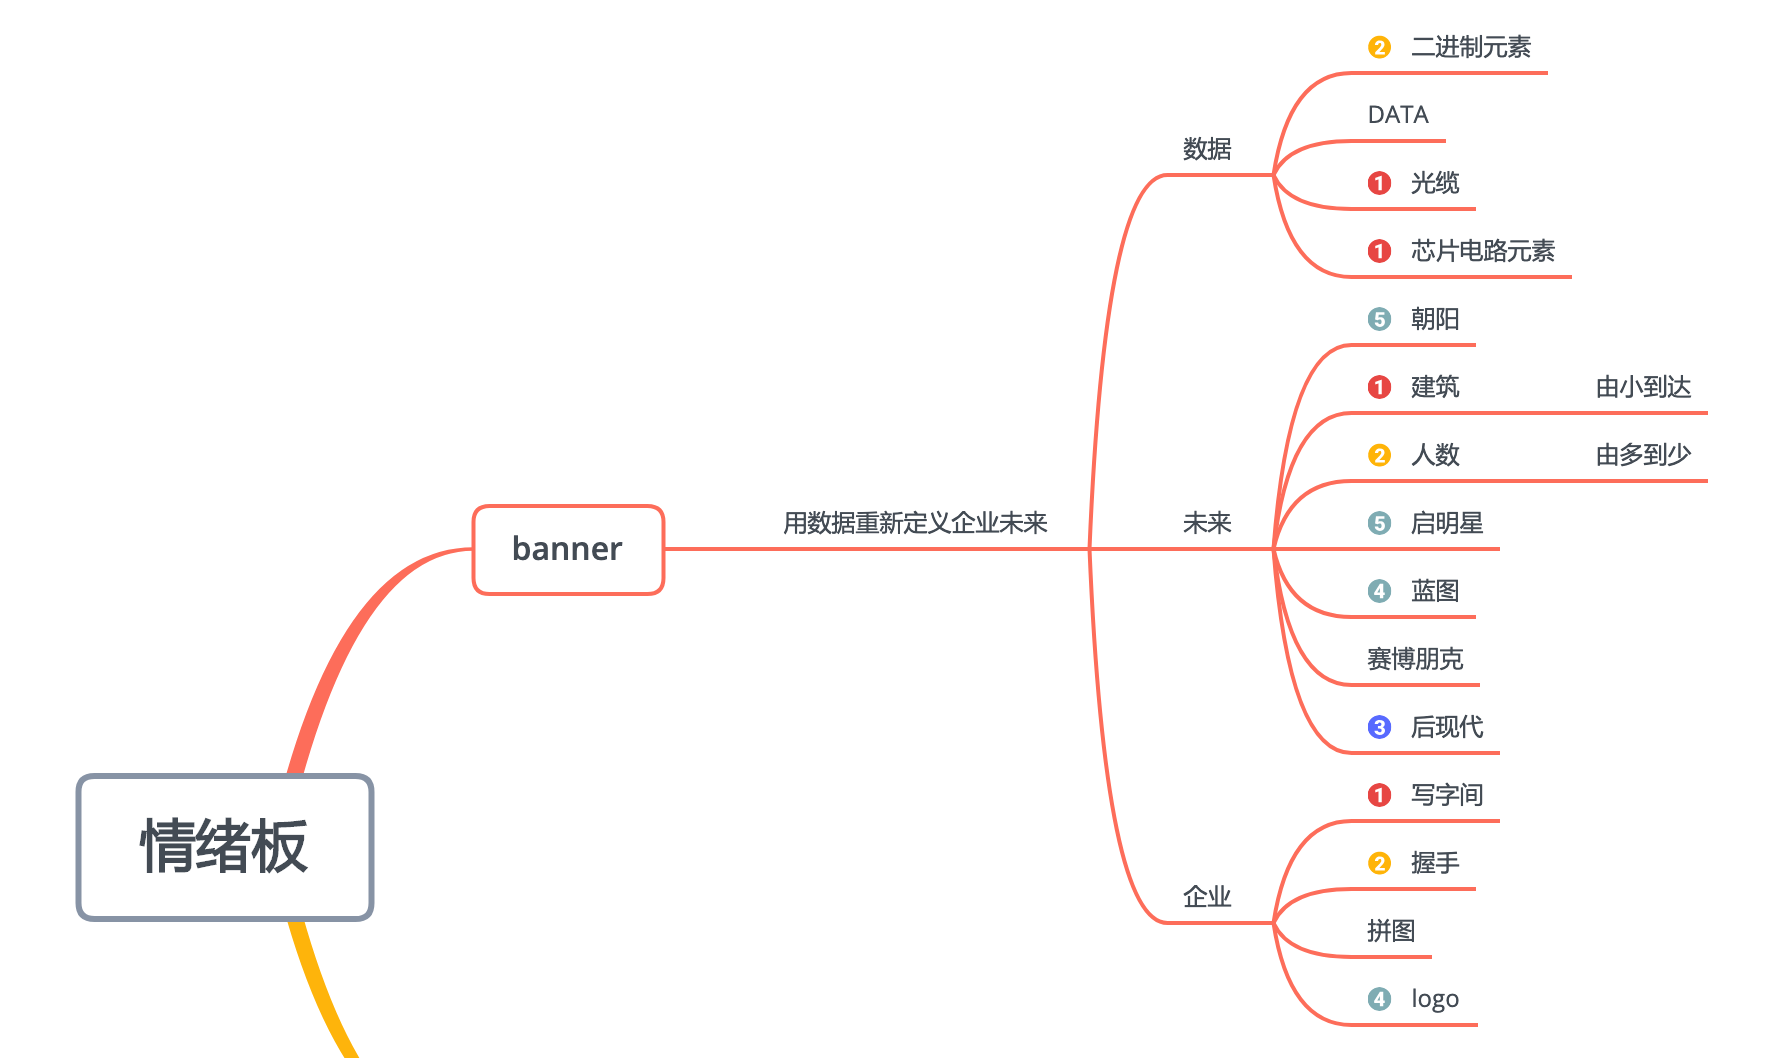 ② 二进制元素
DATA
数据
① 光缆
① 芯片电路元素
⑤ 朝阳
① 建筑 由小到达
② 人数 由多到少
用数据重新定义企业未来
未来
⑤ 启明星
banner
④ 蓝图
赛博朋克
③ 后现代
① 写字间
情绪板
② 握手
企业
拼图
④ logo